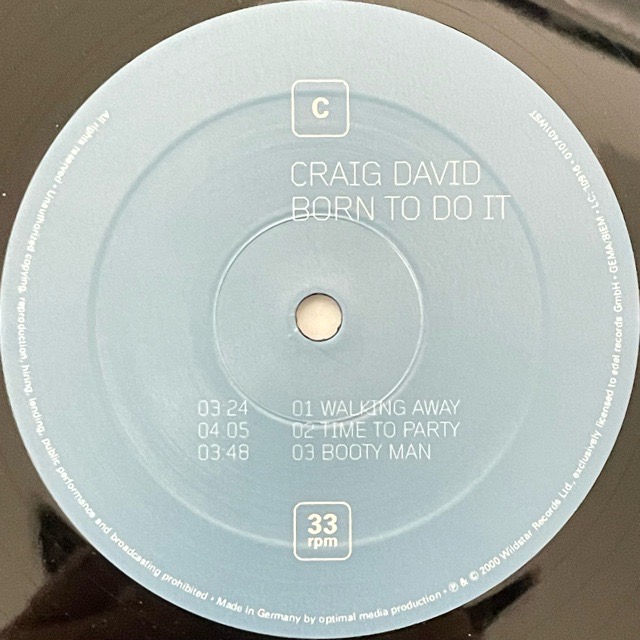 C
CRAIG DAVID
BORN TO DO IT
03 24 01 WALKING AWAY
04 05 02 TIME TO PARTY
03:48 03 BOOTY MAN
33
rpm
All rights reserved • Unauthorised copying, reproduction, hiring, lending, public performance and broadcasting prohibited • Made in Germany by optimal media production • ℗ & © 2000 Wildstar Records Ltd. exclusively licensed to edel records GmbH • GEMA/BIEM • LC 10916 •